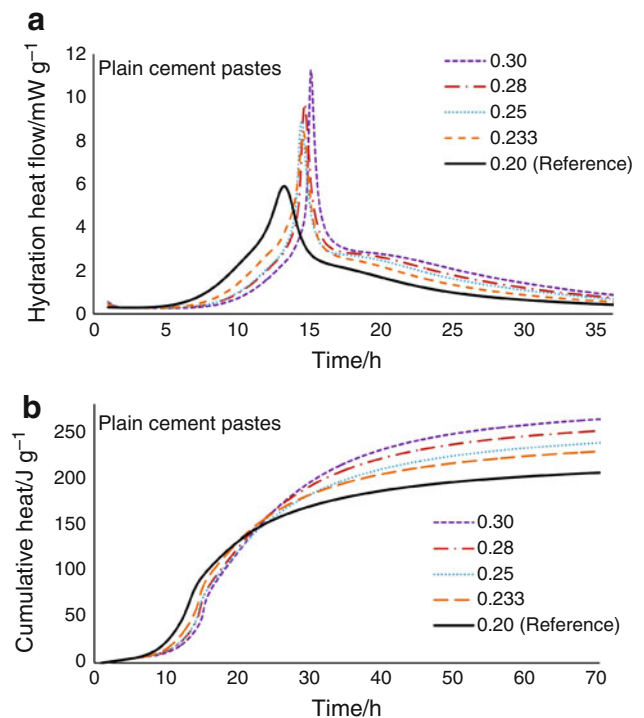 a
12
Plain cement pastes
0.30
10
0.28
8
0.25
0.233
6
0.20 (Reference)
4
2
0
Hydration heat flow/mW g⁻¹
0 5 10 15 20 25 30 35
Time/h
b
Plain cement pastes
250
200
150
0.30
0.28
100
0.25
0.233
50
0.20 (Reference)
0
Cumulative heat/J g⁻¹
0 10 20 30 40 50 60 70
Time/h